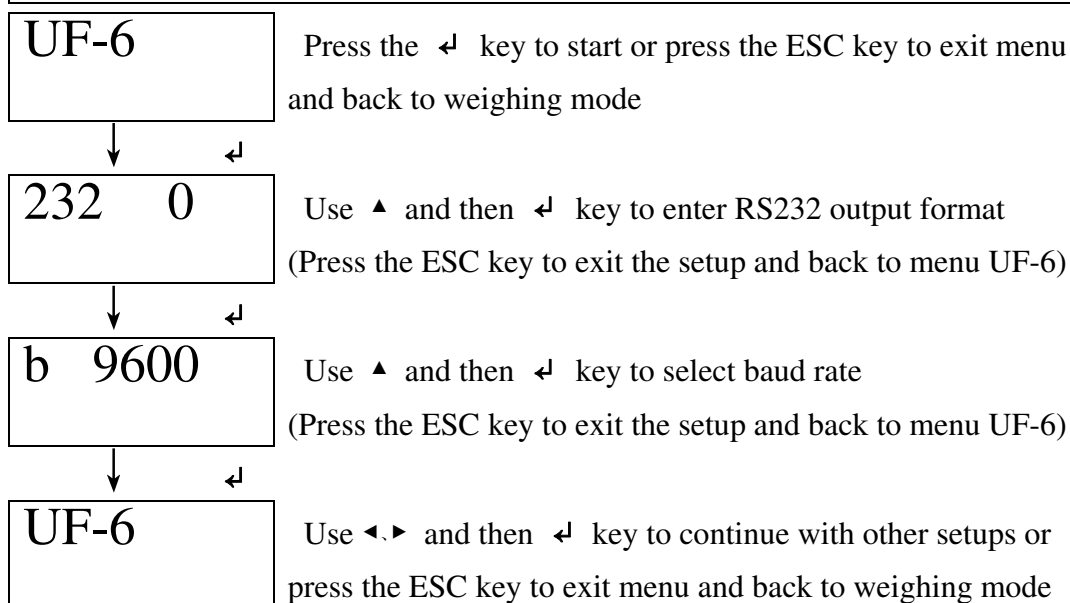 UF-6
Press the ↲ key to start or press the ESC key to exit menu
and back to weighing mode
↲
232 0
Use ▲ and then ↲ key to enter RS232 output format
(Press the ESC key to exit the setup and back to menu UF-6)
↲
b 9600
Use ▲ and then ↲ key to select baud rate
(Press the ESC key to exit the setup and back to menu UF-6)
↲
UF-6
Use ◄、► and then ↲ key to continue with other setups or
press the ESC key to exit menu and back to weighing mode